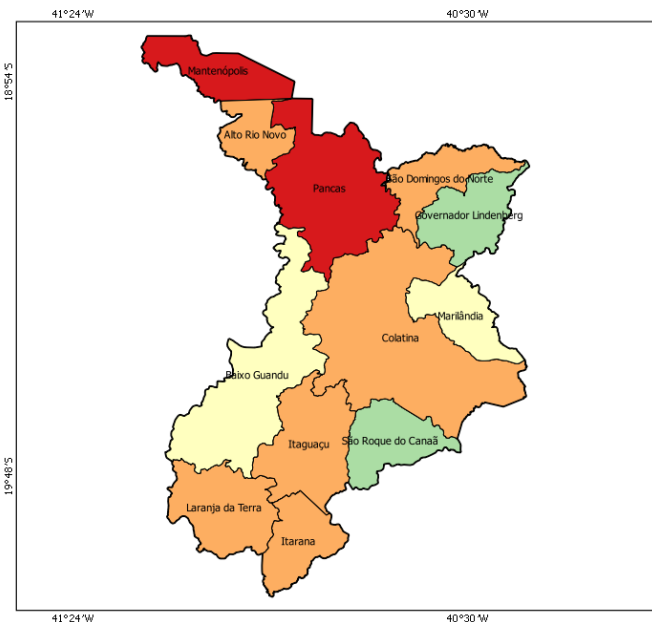 41°24´W
40°30´W
18°54´S
Mantenópolis
Alto Rio Novo
São Domingos do Norte
Pancas
Governador Lindenberg
Marilândia
Colatina
Baixo Guandu
Itaguaçu
São Roque do Canaã
19°48´S
Laranja da Terra
Itarana
41°24´W
40°30´W